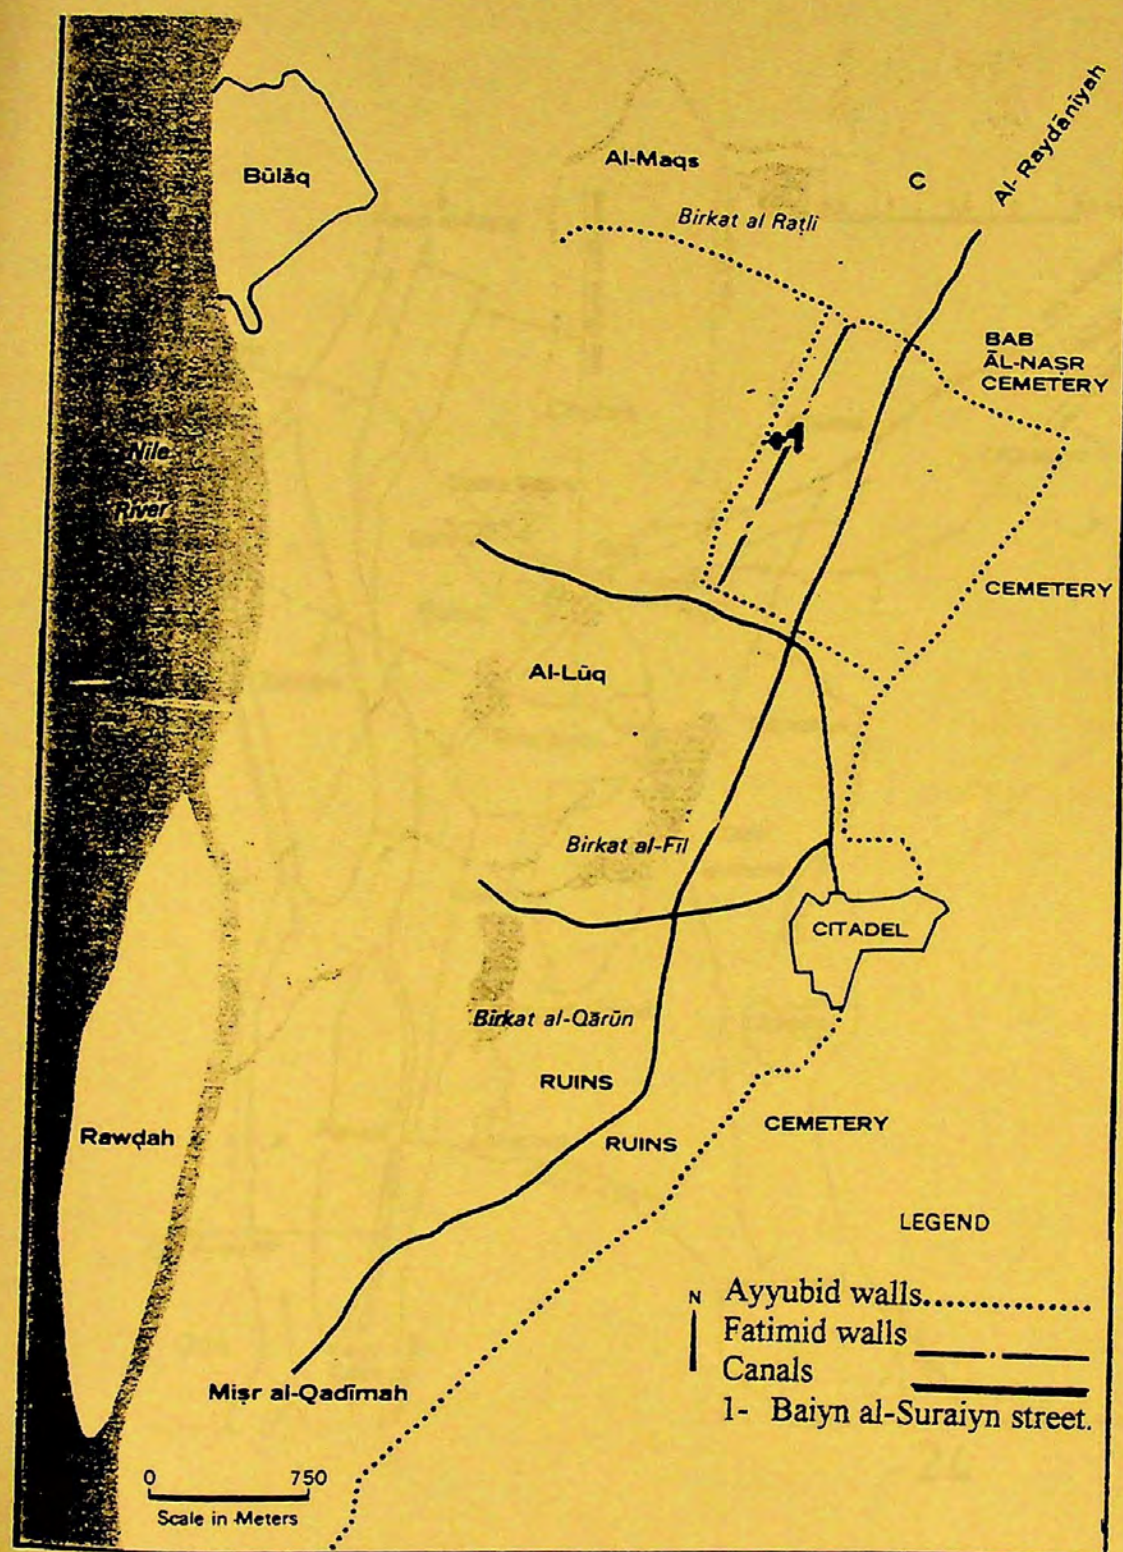 Būlāq
Al-Maqs
C
Al-Raydānīyah
Birkat al Raṭli
BAB
ĀL-NAṢR
CEMETERY
1
Nile
River
CEMETERY
Al-Lūq
Birkat al-Fīl
CITADEL
Birkat al-Qārūn
RUINS
Rawḍah
RUINS
CEMETERY
LEGEND
N
Ayyubid walls
Fatimid walls
Canals
1- Baiyn al-Suraiyn street.
Miṣr al-Qadīmah
0 750
Scale in Meters